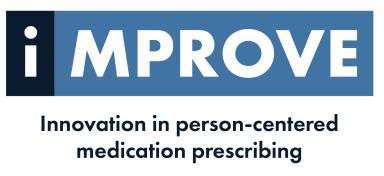 iMPROVE
Innovation in person-centered
medication prescribing